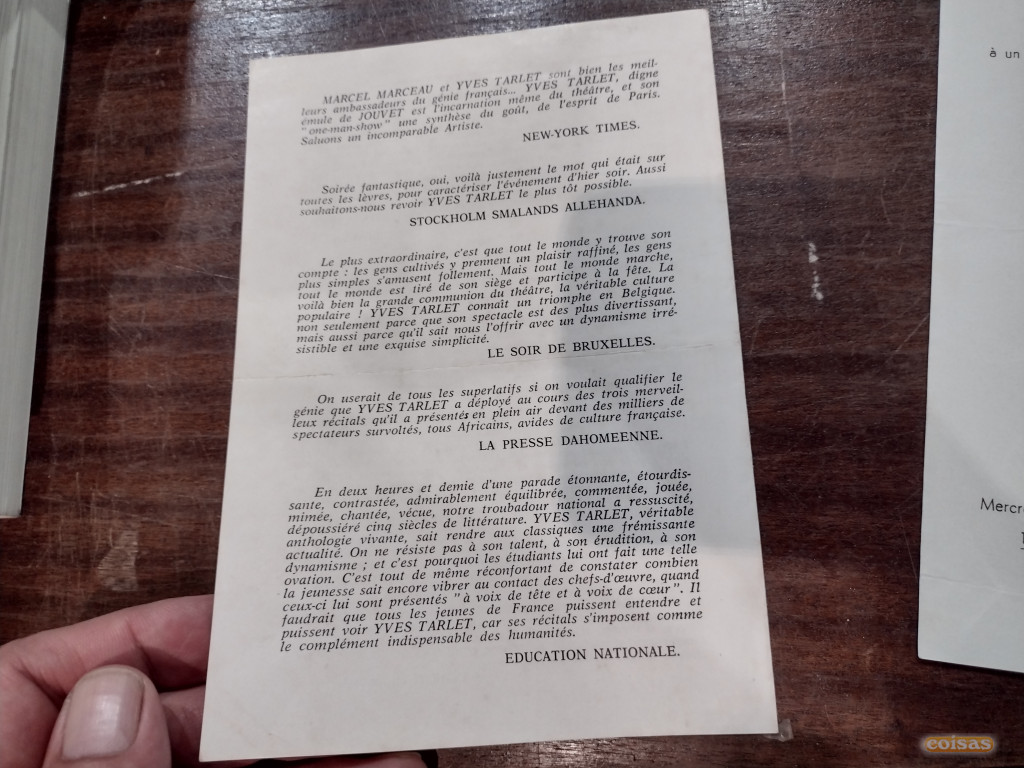 MARCEL MARCEAU et YVES TARLET sont bien les meil-
leurs ambassadeurs du génie français... YVES TARLET, digne
émule de JOUVET est l'incarnation même du théâtre, et son
"one-man-show" une synthèse du goût, de l'esprit de Paris.
Saluons un incomparable Artiste.
NEW-YORK TIMES.
Soirée fantastique, oui, voilà justement le mot qui était sur
toutes les lèvres, pour caractériser l'événement d'hier soir. Aussi
souhaitons-nous revoir YVES TARLET le plus tôt possible.
STOCKHOLM SMALANDS ALLEHANDA.
Le plus extraordinaire, c'est que tout le monde y trouve son
compte : les gens cultivés y prennent un plaisir raffiné, les gens
plus simples s'amusent follement. Mais tout le monde marche,
tout le monde est tiré de son siège et participe à la fête. La
voilà bien la grande communion du théâtre, la véritable culture
populaire ! YVES TARLET connaît un triomphe en Belgique.
non seulement parce que son spectacle est des plus divertissant,
mais aussi parce qu'il sait nous l'offrir avec un dynamisme irré-
sistible et une exquise simplicité.
LE SOIR DE BRUXELLES.
On userait de tous les superlatifs si on voulait qualifier le
génie que YVES TARLET a déployé au cours des trois merveil-
leux récitals qu'il a présentés en plein air devant des milliers de
spectateurs survoltés, tous Africains, avides de culture française.
LA PRESSE DAHOMEENNE.
En deux heures et demie d'une parade étonnante, étourdis-
sante, contrastée, admirablement équilibrée, commentée, jouée,
mimée, chantée, vécue, notre troubadour national a ressuscité,
dépoussiéré cinq siècles de littérature. YVES TARLET, véritable
anthologie vivante, sait rendre aux classiques une frémissante
actualité. On ne résiste pas à son talent, à son érudition, à son
dynamisme ; et c'est pourquoi les étudiants lui ont fait une telle
ovation. C'est tout de même réconfortant de constater combien
la jeunesse sait encore vibrer au contact des chefs-d'œuvre, quand
ceux-ci lui sont présentés "à voix de tête et à voix de cœur". Il
faudrait que tous les jeunes de France puissent entendre et
puissent voir YVES TARLET, car ses récitals s'imposent comme
le complément indispensable des humanités.
EDUCATION NATIONALE.
à un
Mercre
coisas